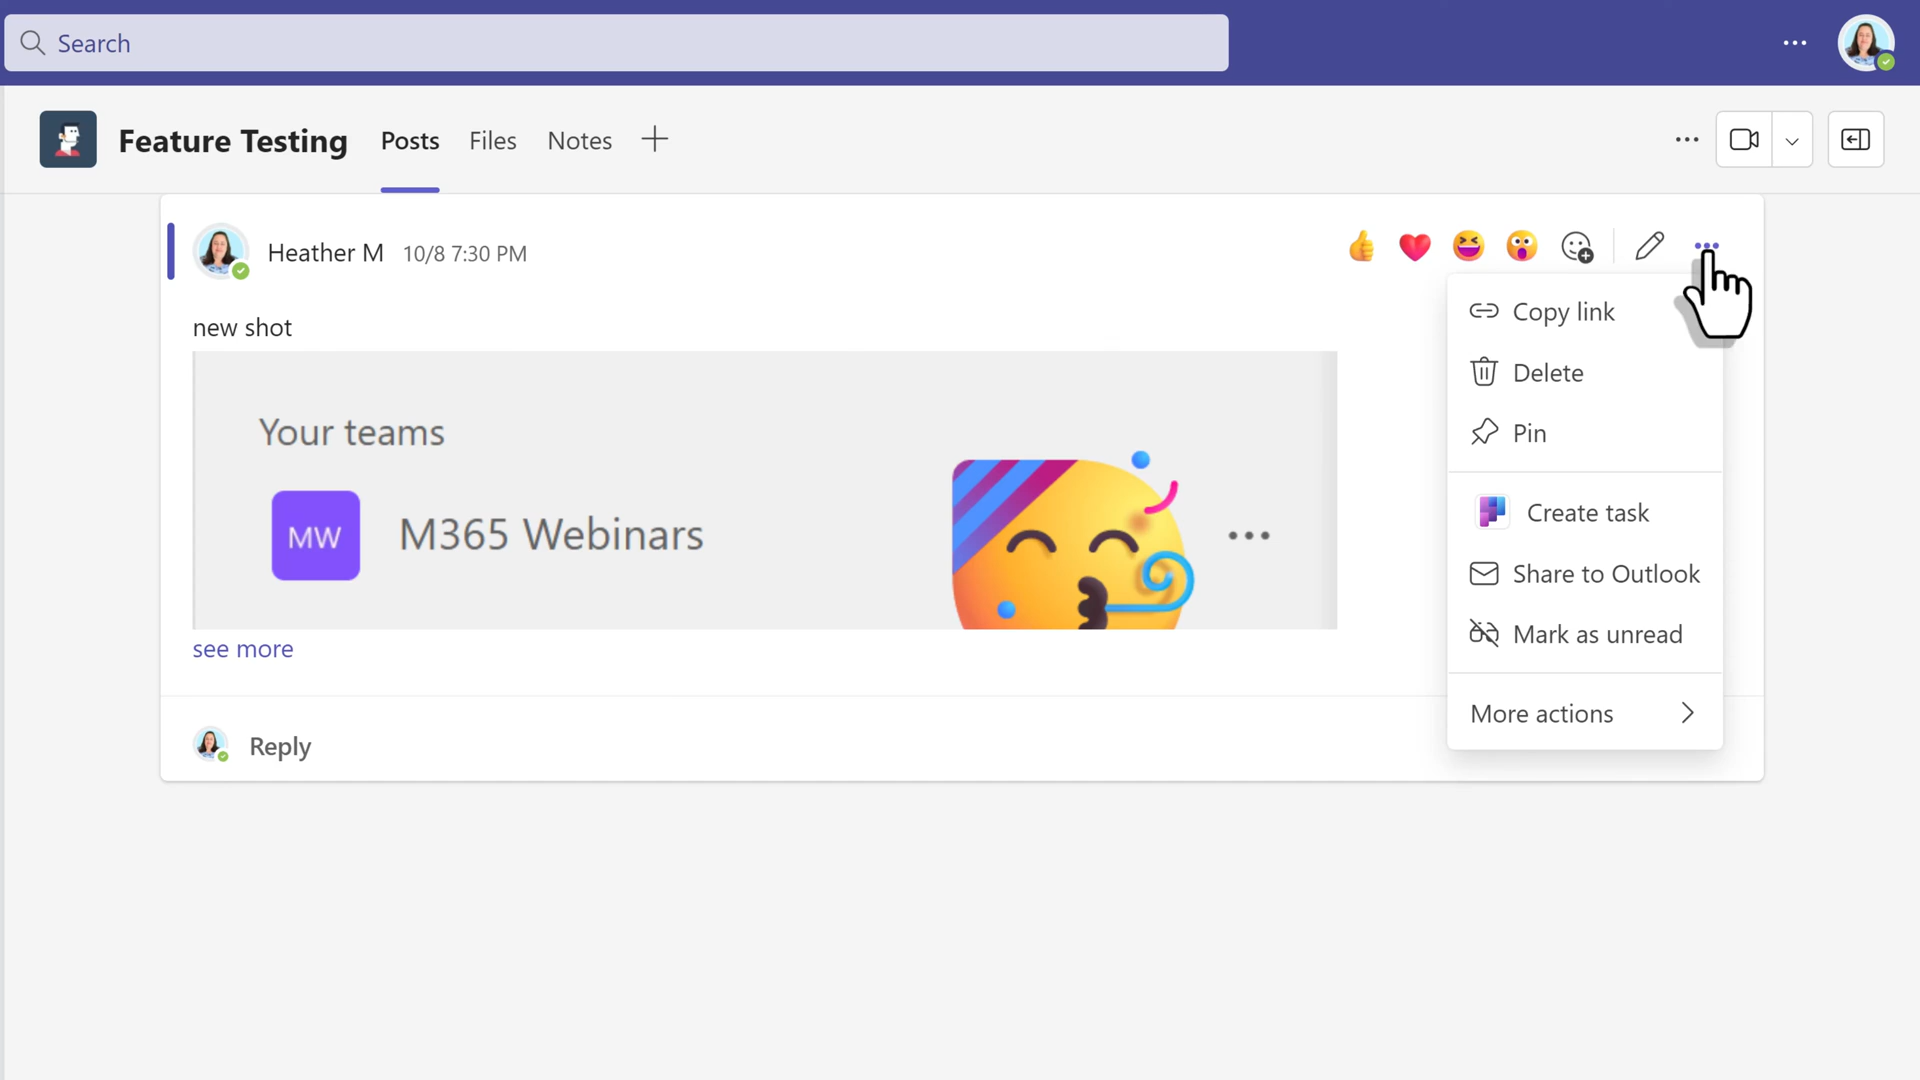 Search
Feature Testing
Posts
Files
Notes
Heather M 10/8 7:30 PM
new shot
Your teams
MW
M365 Webinars
see more
Reply
Copy link
Delete
Pin
Create task
Share to Outlook
Mark as unread
More actions